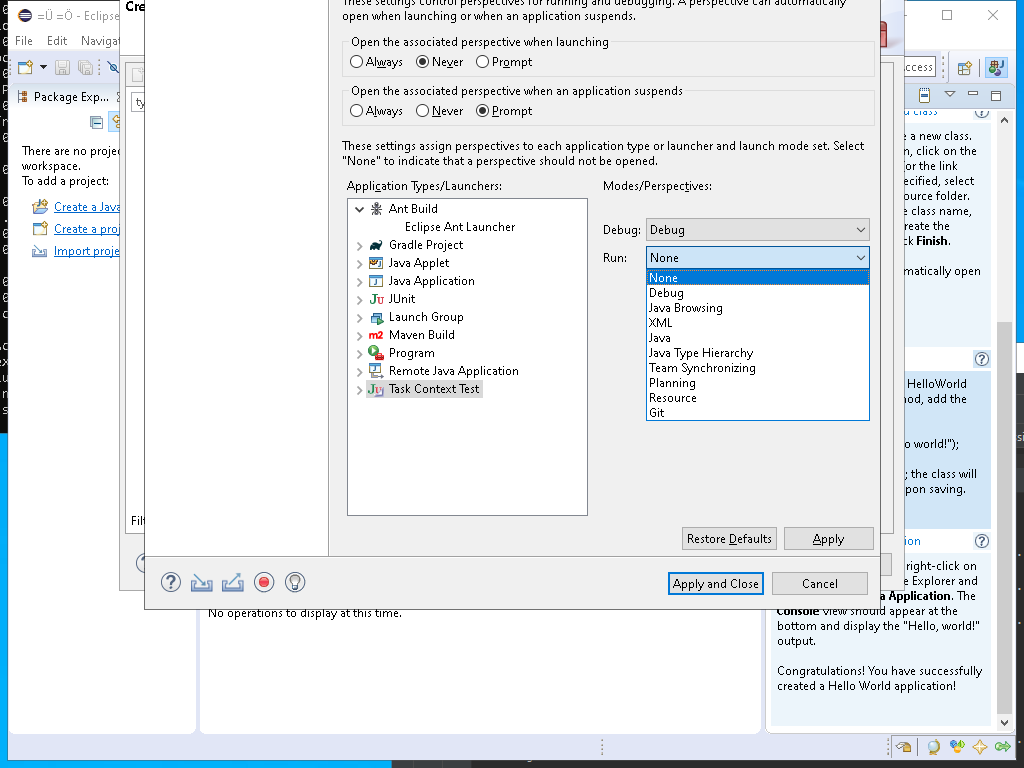 =Ü =Ö - Eclipse
Cre
File Edit Navigat
Package Exp...
There are no proje
workspace.
To add a project:
Create a Java
Create a proj
Import proje
ty
Filt
These settings control perspectives for running and debugging. A perspective can automatically
open when launching or when an application suspends.
Open the associated perspective when launching
Always Never Prompt
Open the associated perspective when an application suspends
Always Never Prompt
These settings assign perspectives to each application type or launcher and launch mode set. Select
"None" to indicate that a perspective should not be opened.
Application Types/Launchers:
Modes/Perspectives:
Ant Build
Eclipse Ant Launcher
Gradle Project
Java Applet
Java Application
JUnit
Launch Group
Maven Build
Program
Remote Java Application
Task Context Test
Debug: Debug
Run: None
None
Debug
Java Browsing
XML
Java
Java Type Hierarchy
Team Synchronizing
Planning
Resource
Git
Restore Defaults
Apply
Apply and Close
Cancel
No operations to display at this time.
ccess
u class
e a new class.
n, click on the
for the link
ecified, select
ource folder.
e class name,
reate the
ck Finish.
matically open
HelloWorld
hod, add the
o world!");
; the class will
pon saving.
ion
right-click on
e Explorer and
a Application. The
Console view should appear at the
bottom and display the "Hello, world!"
output.
Congratulations! You have successfully
created a Hello World application!